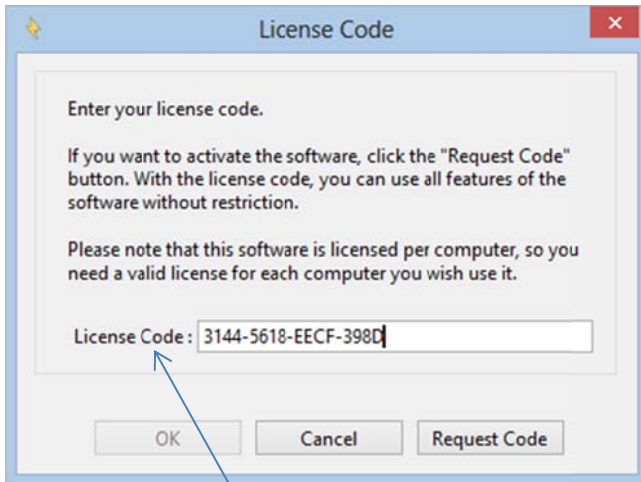 License Code
Enter your license code.
If you want to activate the software, click the "Request Code"
button. With the license code, you can use all features of the
software without restriction.
Please note that this software is licensed per computer, so you
need a valid license for each computer you wish use it.
License Code : 3144-5618-EECF-398D
OK Cancel Request Code